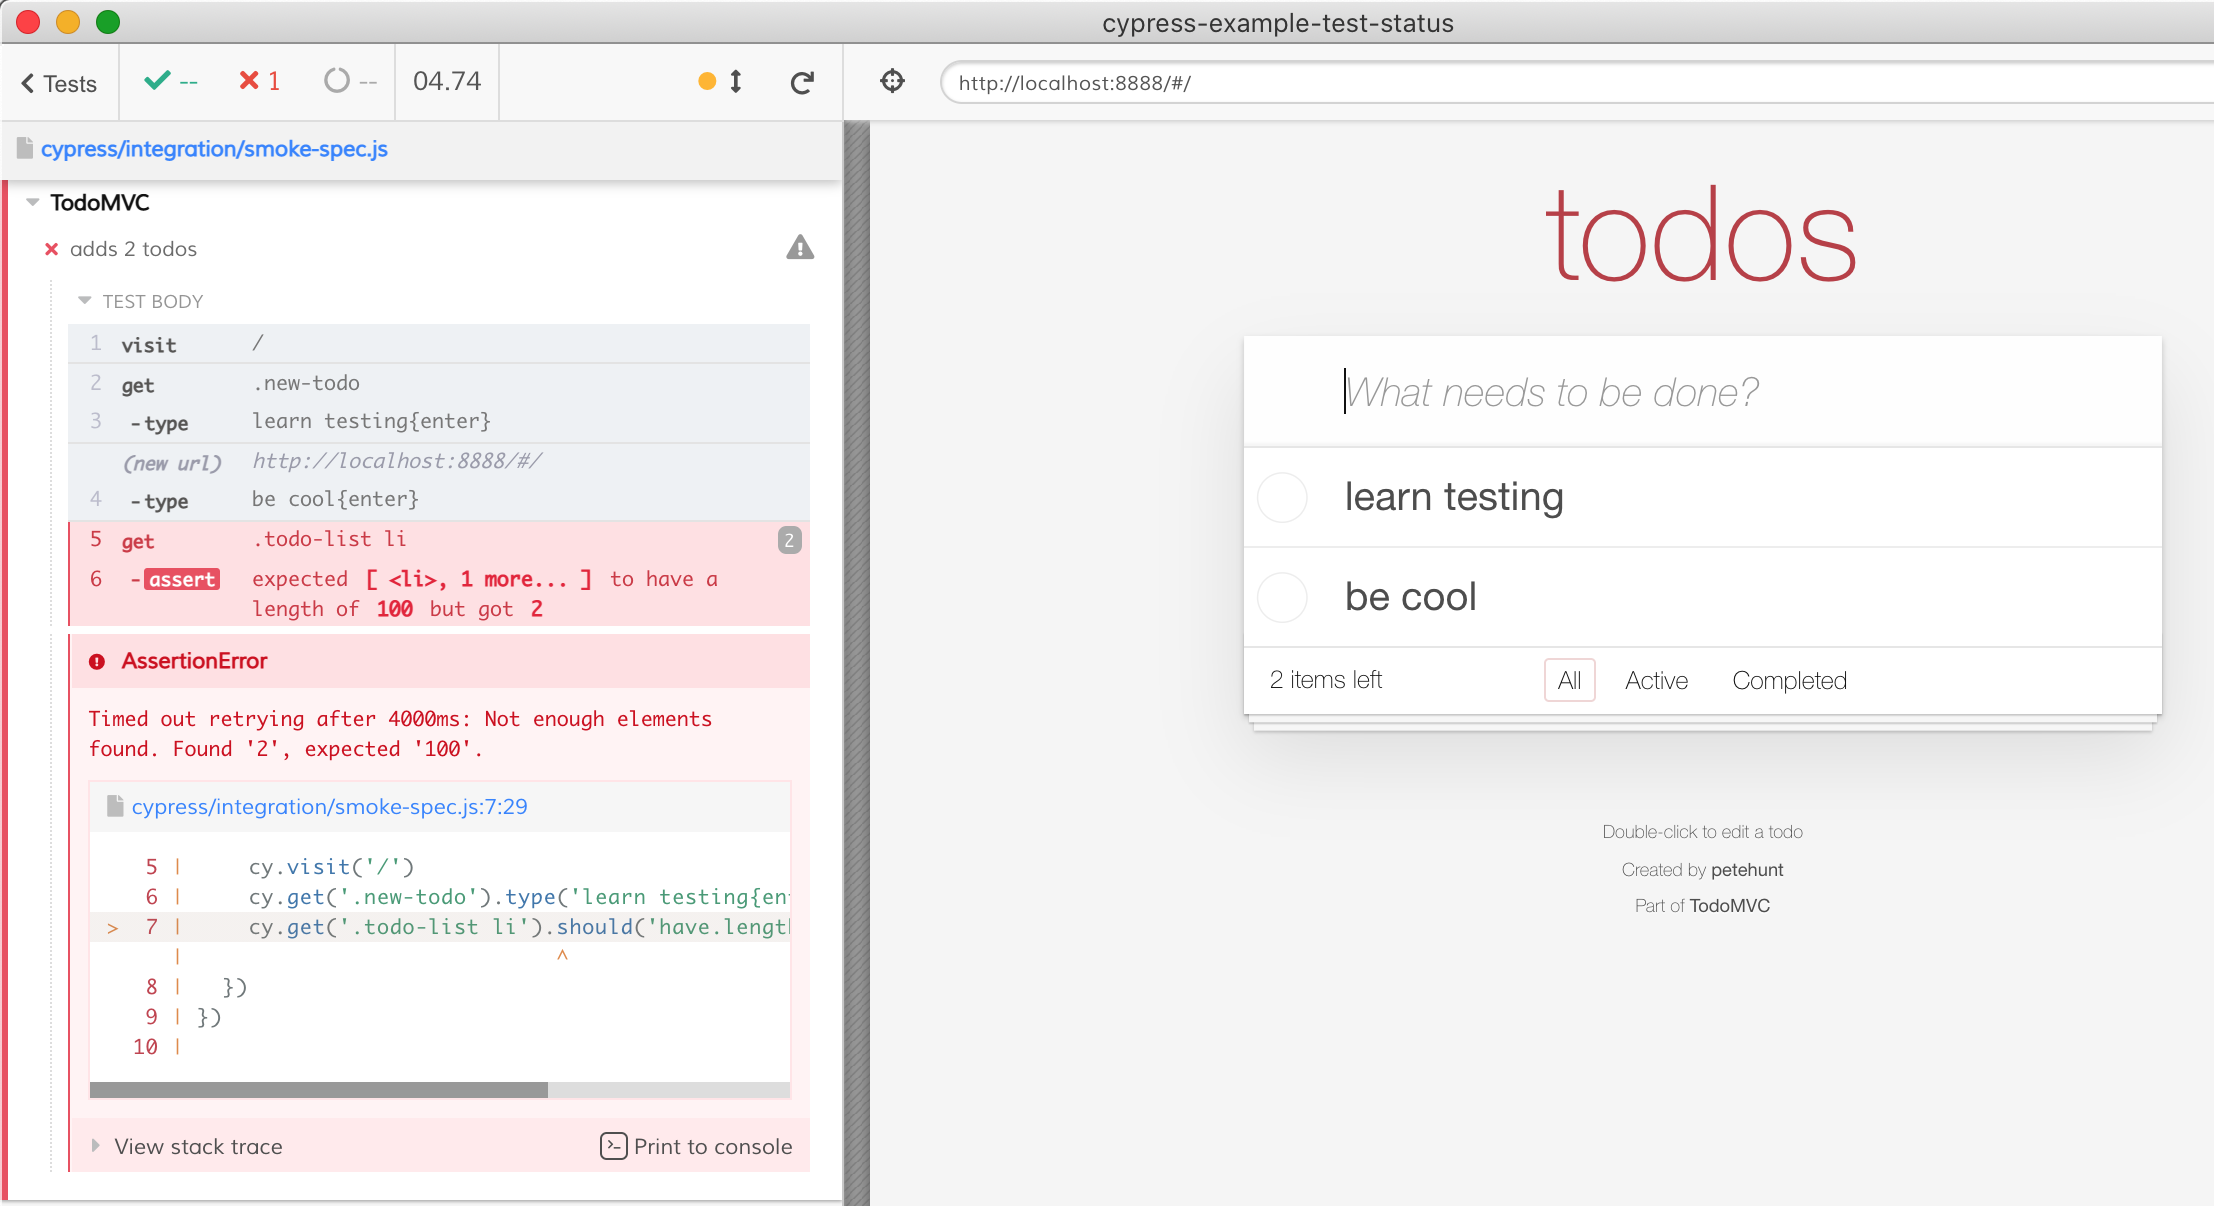 cypress-example-test-status
Tests
--
1
--
04.74
http://localhost:8888/#/
cypress/integration/smoke-spec.js
TodoMVC
adds 2 todos
TEST BODY
1 visit /
2 get .new-todo
3 -type learn testing{enter}
(new url) http://localhost:8888/#/
4 -type be cool{enter}
5 get .todo-list li 2
6 -assert expected [ <li>, 1 more... ] to have a
length of 100 but got 2
AssertionError
Timed out retrying after 4000ms: Not enough elements
found. Found '2', expected '100'.
cypress/integration/smoke-spec.js:7:29
5 | cy.visit('/')
6 | cy.get('.new-todo').type('learn testing{en
> 7 | cy.get('.todo-list li').should('have.lengt
| ^
8 | })
9 | })
10 |
View stack trace
Print to console
todos
What needs to be done?
learn testing
be cool
2 items left
All
Active
Completed
Double-click to edit a todo
Created by petehunt
Part of TodoMVC